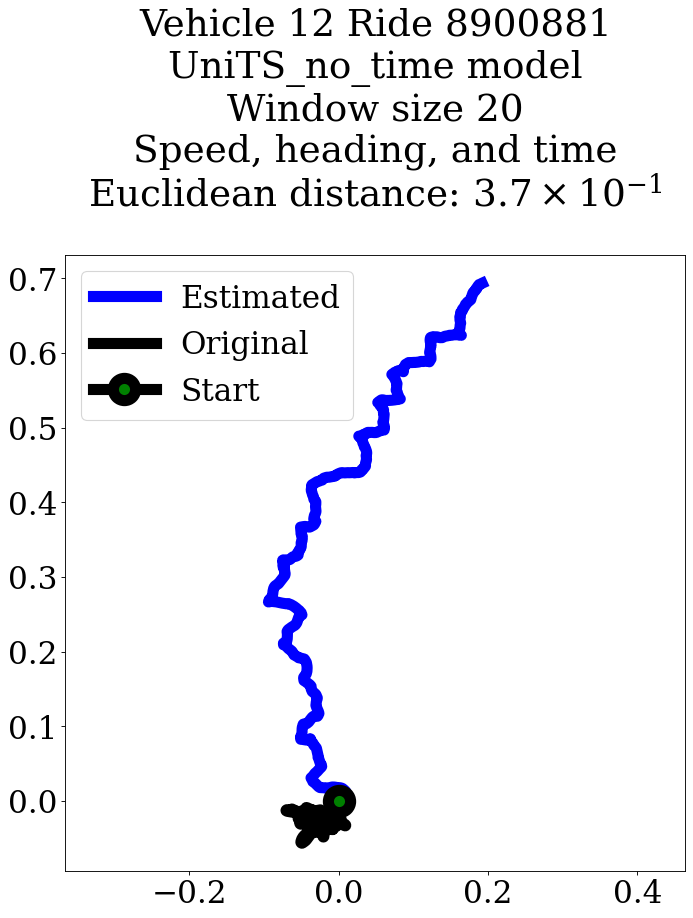 Vehicle 12 Ride 8900881
UniTS_no_time model
Window size 20
Speed, heading, and time
Euclidean distance: 3.7 × 10⁻¹
Estimated
Original
Start
0.7
0.6
0.5
0.4
0.3
0.2
0.1
0.0
−0.2 0.0 0.2 0.4